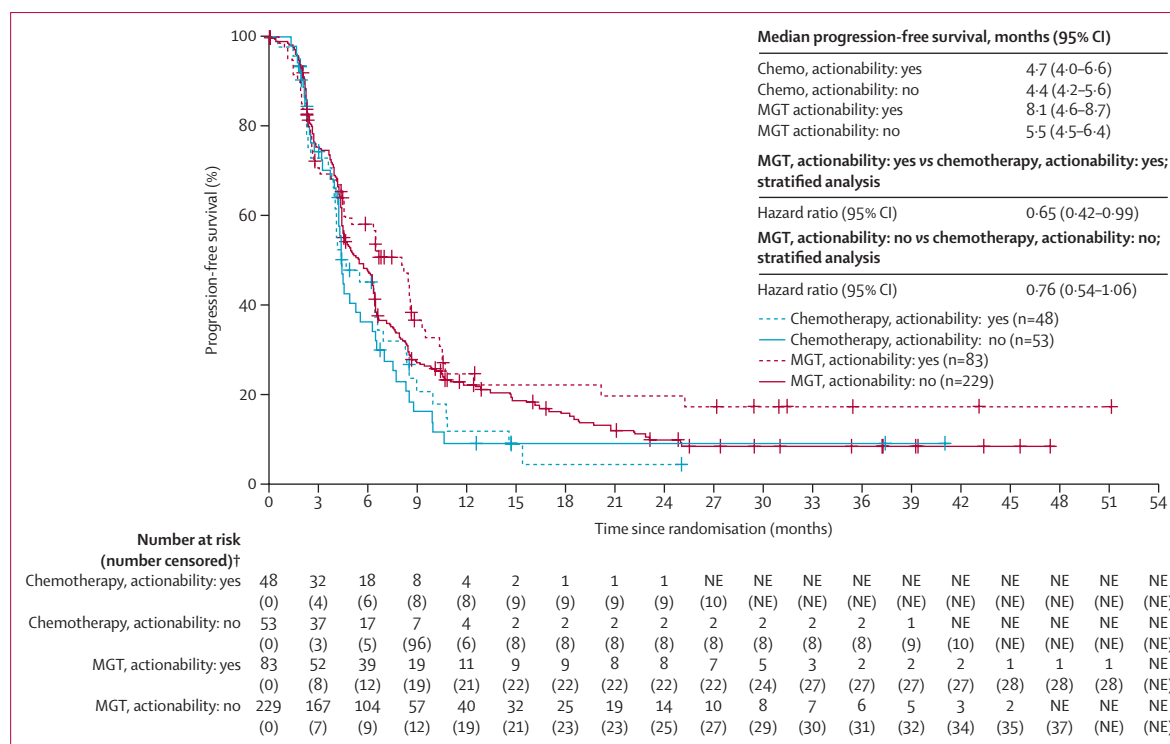 Median progression-free survival, months (95% CI)
Chemo, actionability: yes 4·7 (4·0–6·6)
Chemo, actionability: no 4·4 (4·2–5·6)
MGT actionability: yes 8·1 (4·6–8·7)
MGT actionability: no 5·5 (4·5–6·4)
MGT, actionability: yes vs chemotherapy, actionability: yes;
stratified analysis
Hazard ratio (95% CI) 0·65 (0·42–0·99)
MGT, actionability: no vs chemotherapy, actionability: no;
stratified analysis
Hazard ratio (95% CI) 0·76 (0·54–1·06)
Chemotherapy, actionability: yes (n=48)
Chemotherapy, actionability: no (n=53)
MGT, actionability: yes (n=83)
MGT, actionability: no (n=229)
Progression-free survival (%)
100
80
60
40
20
0
0 3 6 9 12 15 18 21 24 27 30 33 36 39 42 45 48 51 54
Time since randomisation (months)
Number at risk
(number censored)†
Chemotherapy, actionability: yes 48 32 18 8 4 2 1 1 1 NE NE NE NE NE NE NE NE NE NE
(0) (4) (6) (8) (8) (9) (9) (9) (9) (10) (NE) (NE) (NE) (NE) (NE) (NE) (NE) (NE) (NE)
Chemotherapy, actionability: no 53 37 17 7 4 2 2 2 2 2 2 2 2 1 NE NE NE NE NE
(0) (3) (5) (96) (6) (8) (8) (8) (8) (8) (8) (8) (8) (9) (10) (NE) (NE) (NE) (NE)
MGT, actionability: yes 83 52 39 19 11 9 9 8 8 7 5 3 2 2 2 1 1 1 NE
(0) (8) (12) (19) (21) (22) (22) (22) (22) (22) (24) (27) (27) (27) (27) (28) (28) (28) (NE)
MGT, actionability: no 229 167 104 57 40 32 25 19 14 10 8 7 6 5 3 2 NE NE NE
(0) (7) (9) (12) (19) (21) (23) (23) (25) (27) (29) (30) (31) (32) (34) (35) (37) (NE) (NE)